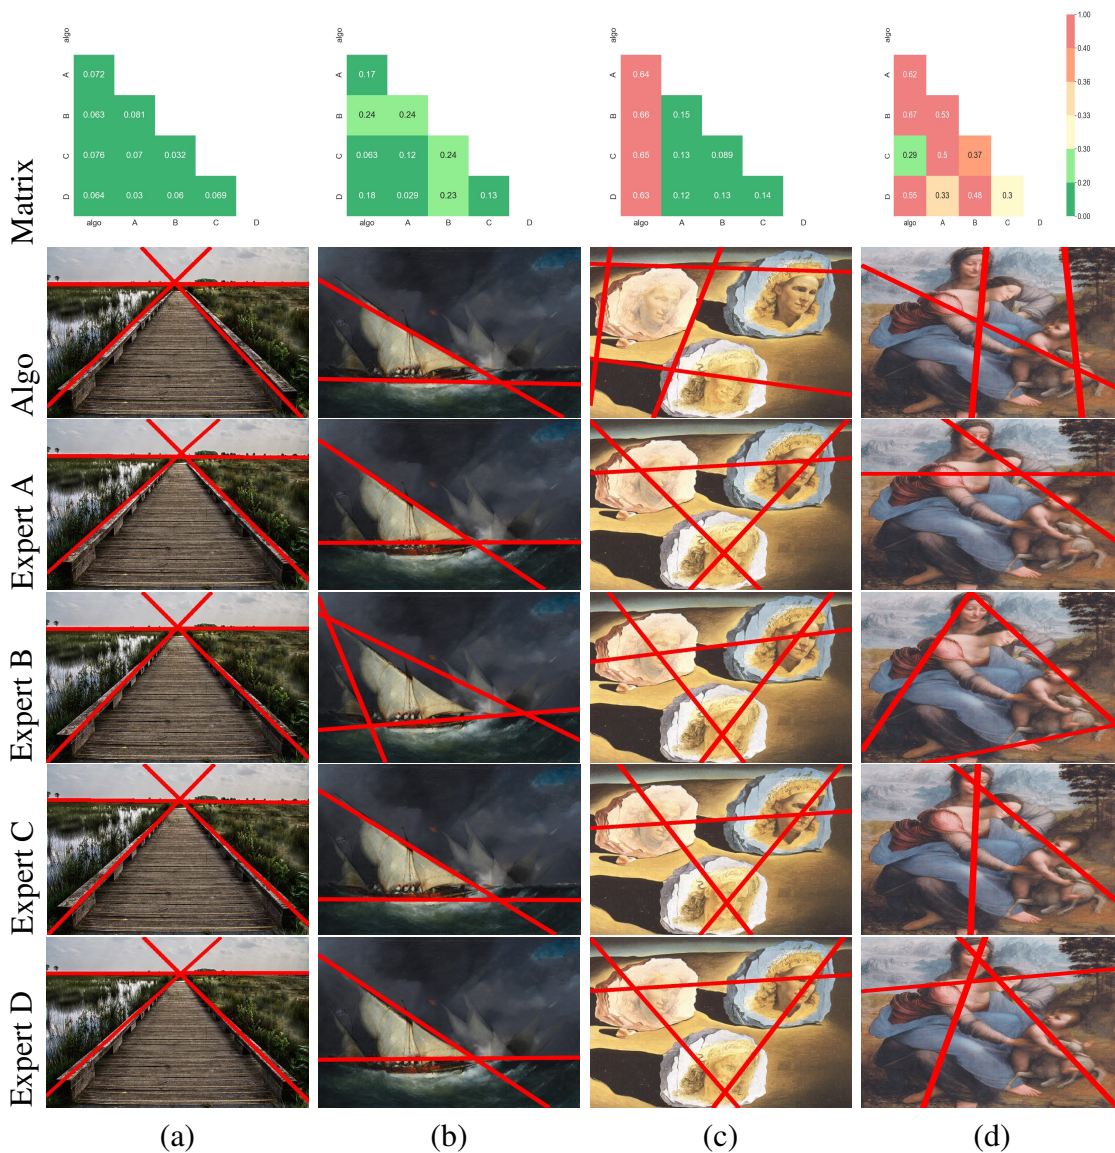 Matrix
algo
A
B
C
D
0.072
0.063 0.081
0.076 0.07 0.032
0.064 0.03 0.06 0.069
algo A B C D
algo
A
B
C
D
0.17
0.24 0.24
0.063 0.12 0.24
0.18 0.029 0.23 0.13
algo A B C D
algo
A
B
C
D
0.64
0.66 0.15
0.65 0.13 0.089
0.63 0.12 0.13 0.14
algo A B C D
algo
A
B
C
D
0.62
0.67 0.53
0.29 0.5 0.37
0.55 0.33 0.48 0.3
algo A B C D
1.00
0.40
0.36
0.33
0.30
0.20
0.00
Algo
Expert A
Expert B
Expert C
Expert D
(a) (b) (c) (d)